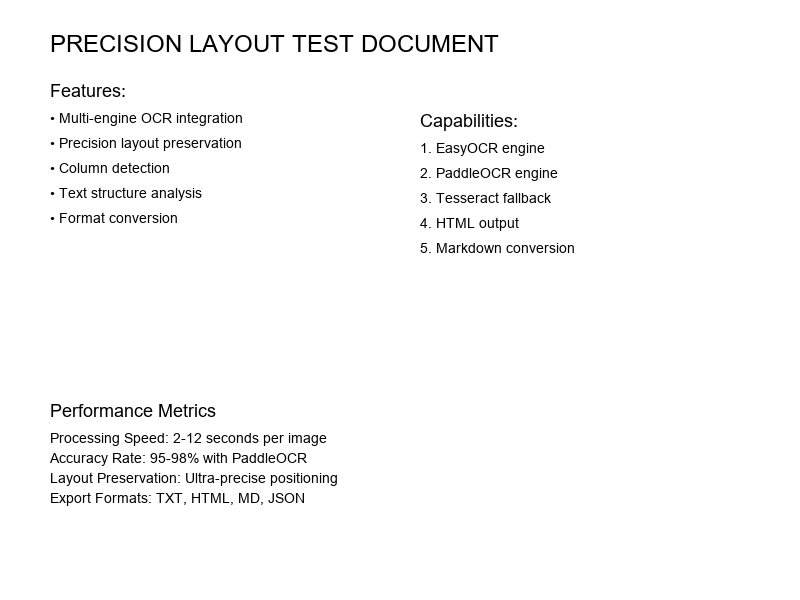 PRECISION LAYOUT TEST DOCUMENT
Features:
• Multi-engine OCR integration
• Precision layout preservation
• Column detection
• Text structure analysis
• Format conversion
Capabilities:
1. EasyOCR engine
2. PaddleOCR engine
3. Tesseract fallback
4. HTML output
5. Markdown conversion
Performance Metrics
Processing Speed: 2-12 seconds per image
Accuracy Rate: 95-98% with PaddleOCR
Layout Preservation: Ultra-precise positioning
Export Formats: TXT, HTML, MD, JSON